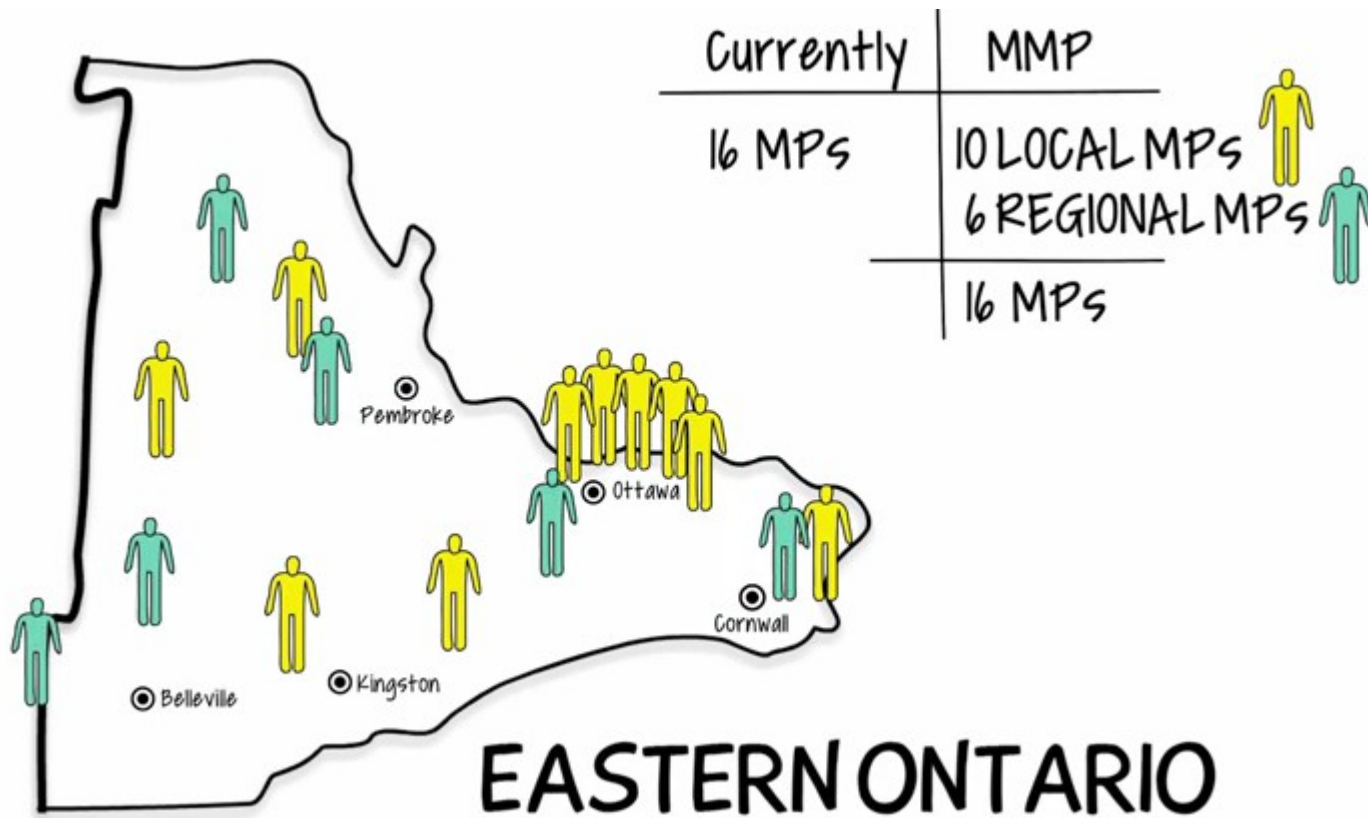 Currently MMP
16 MPs 10 LOCAL MPs
6 REGIONAL MPs
16 MPs
Pembroke
Ottawa
Cornwall
Kingston
Belleville
EASTERN ONTARIO